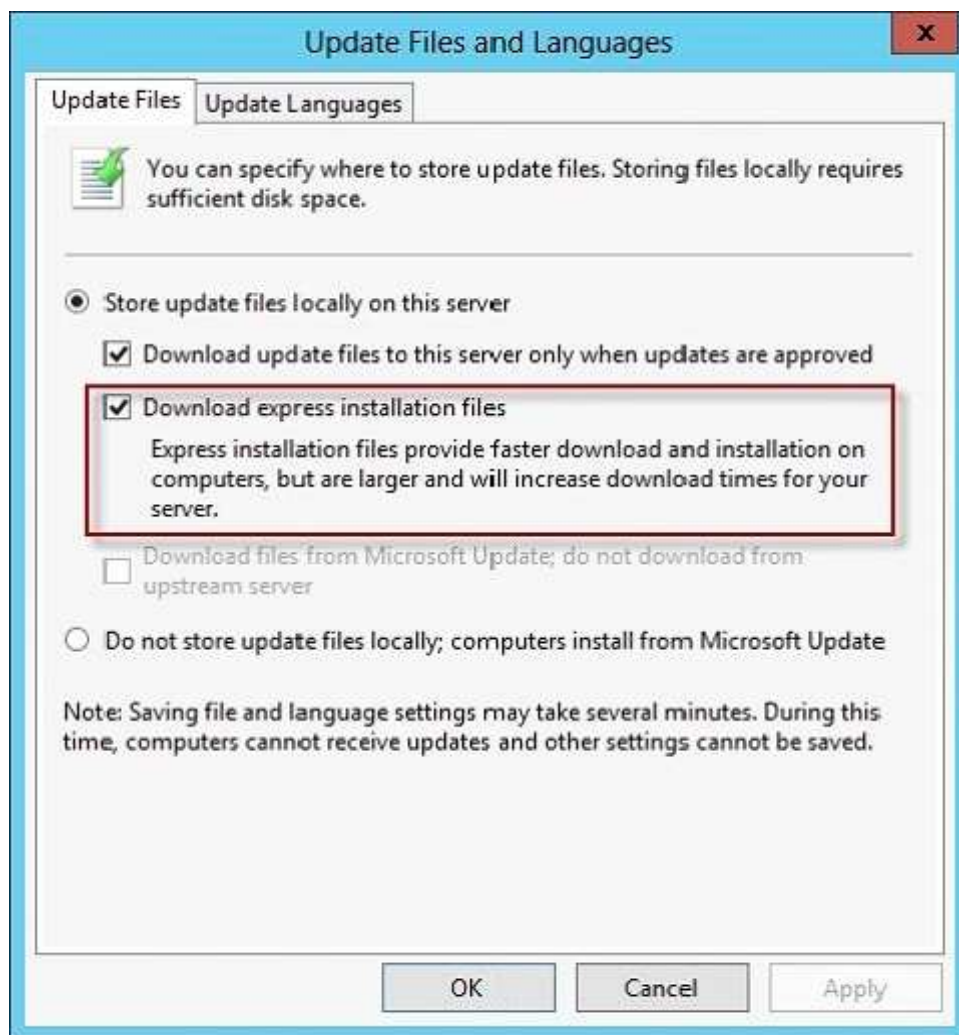 Update Files and Languages
x
Update Files
Update Languages
You can specify where to store update files. Storing files locally requires
sufficient disk space.
Store update files locally on this server
Download update files to this server only when updates are approved
Download express installation files
Express installation files provide faster download and installation on
computers, but are larger and will increase download times for your
server.
Download files from Microsoft Update; do not download from
upstream server
Do not store update files locally; computers install from Microsoft Update
Note: Saving file and language settings may take several minutes. During this
time, computers cannot receive updates and other settings cannot be saved.
OK
Cancel
Apply